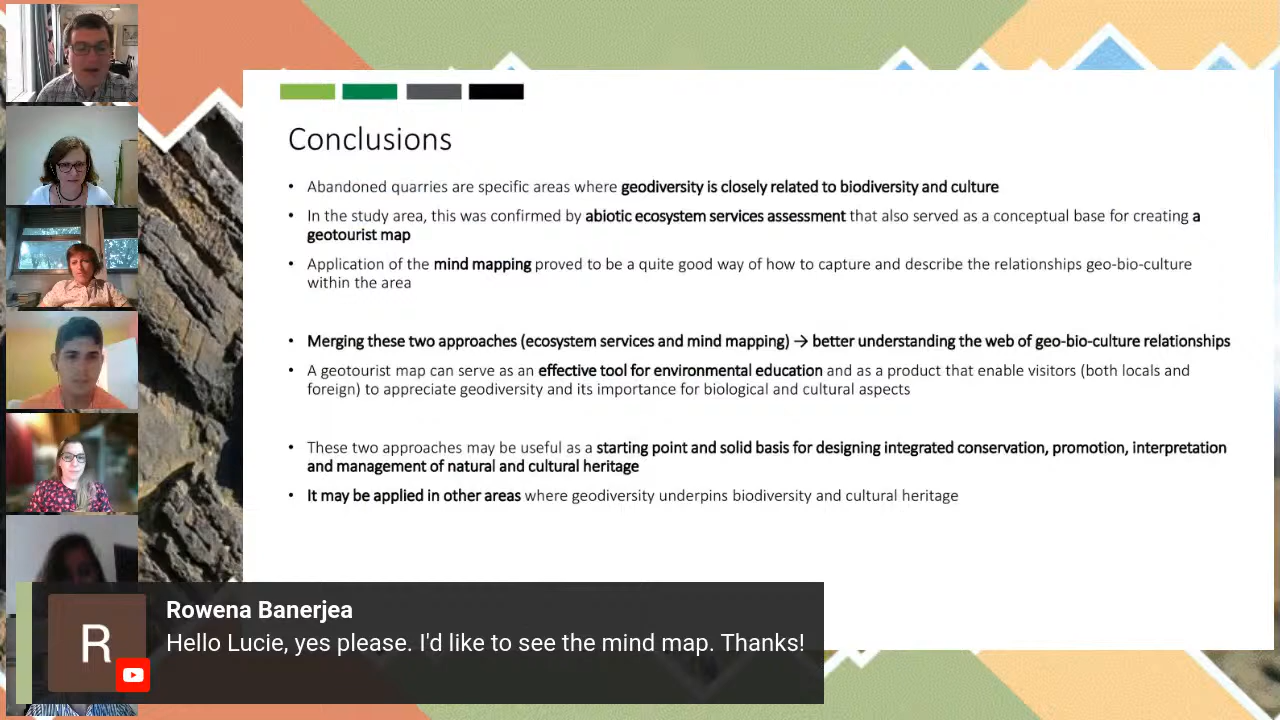 Conclusions
• Abandoned quarries are specific areas where geodiversity is closely related to biodiversity and culture
• In the study area, this was confirmed by abiotic ecosystem services assessment that also served as a conceptual base for creating a
geotourist map
• Application of the mind mapping proved to be a quite good way of how to capture and describe the relationships geo-bio-culture
within the area
• Merging these two approaches (ecosystem services and mind mapping) → better understanding the web of geo-bio-culture relationships
• A geotourist map can serve as an effective tool for environmental education and as a product that enable visitors (both locals and
foreign) to appreciate geodiversity and its importance for biological and cultural aspects
• These two approaches may be useful as a starting point and solid basis for designing integrated conservation, promotion, interpretation
and management of natural and cultural heritage
• It may be applied in other areas where geodiversity underpins biodiversity and cultural heritage
R
Rowena Banerjea
Hello Lucie, yes please. I'd like to see the mind map. Thanks!